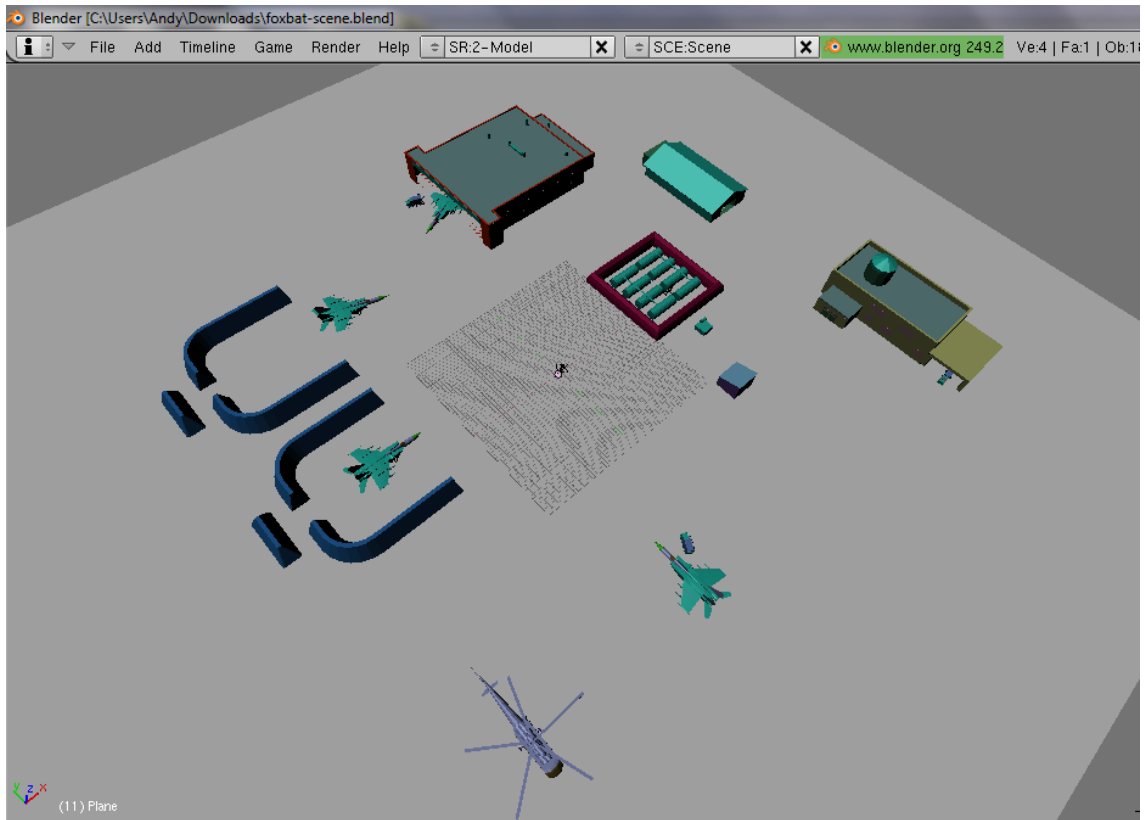 Blender [C:\Users\Andy\Downloads\foxbat-scene.blend]
File Add Timeline Game Render Help SR:2-Model X SCE:Scene X www.blender.org 249.2 Ve:4 | Fa:1 | Ob:18
y z x
(11) Plane